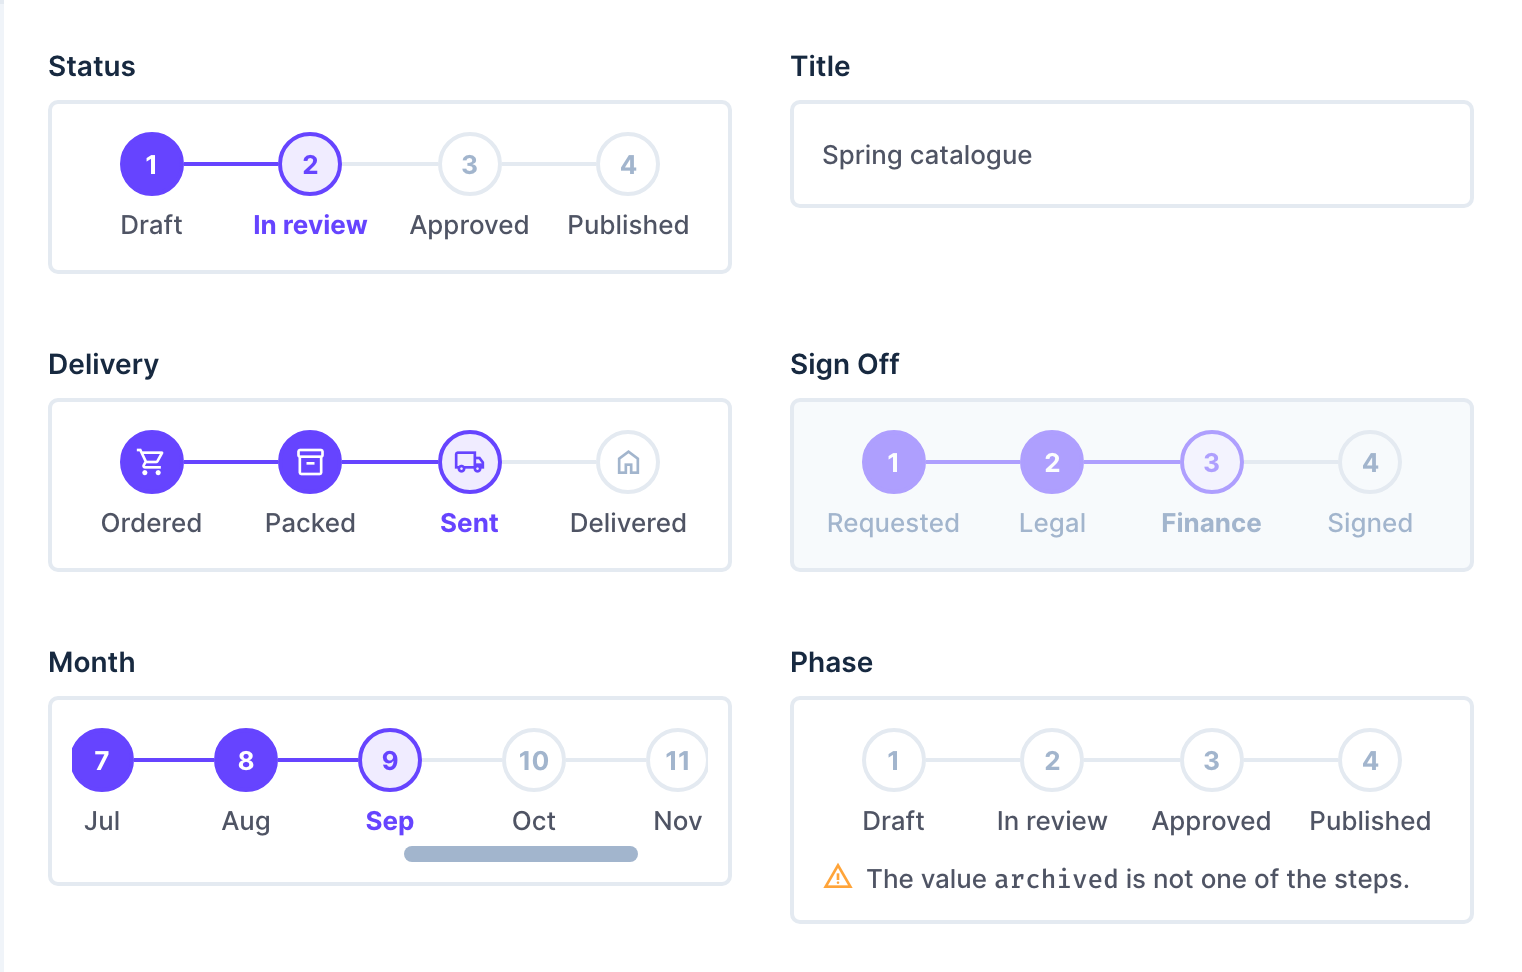 Status
1 2 3 4
Draft In review Approved Published
Title
Spring catalogue
Delivery
Ordered Packed Sent Delivered
Sign Off
1 2 3 4
Requested Legal Finance Signed
Month
7 8 9 10 11
Jul Aug Sep Oct Nov
Phase
1 2 3 4
Draft In review Approved Published
The value archived is not one of the steps.